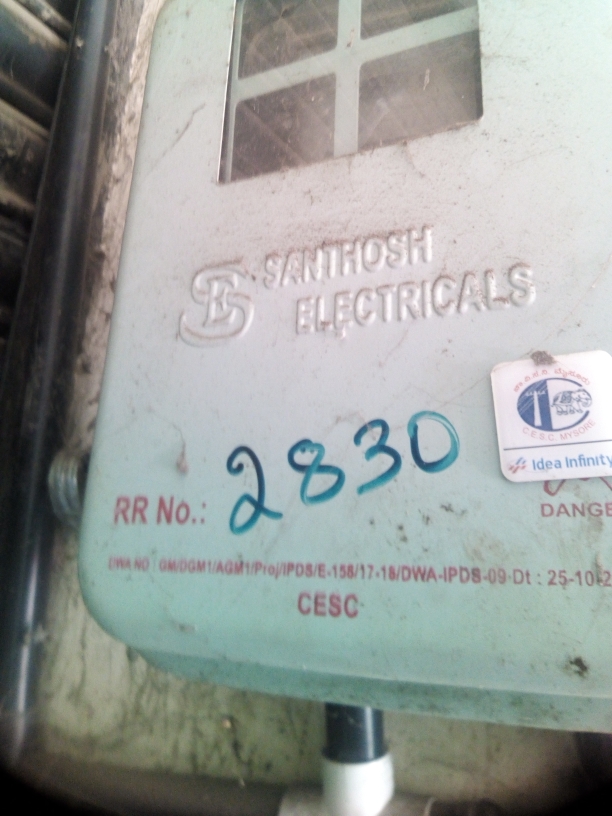 SE
SANTHOSH
ELECTRICALS
C.E.S.C. MYSORE
Idea Infinity
RR No.: 2830
DANGE
DWA NO : GM/DGM1/AGM1/Proj/IPDS/E-158/17-18/DWA-IPDS-09 Dt : 25-10-2
CESC